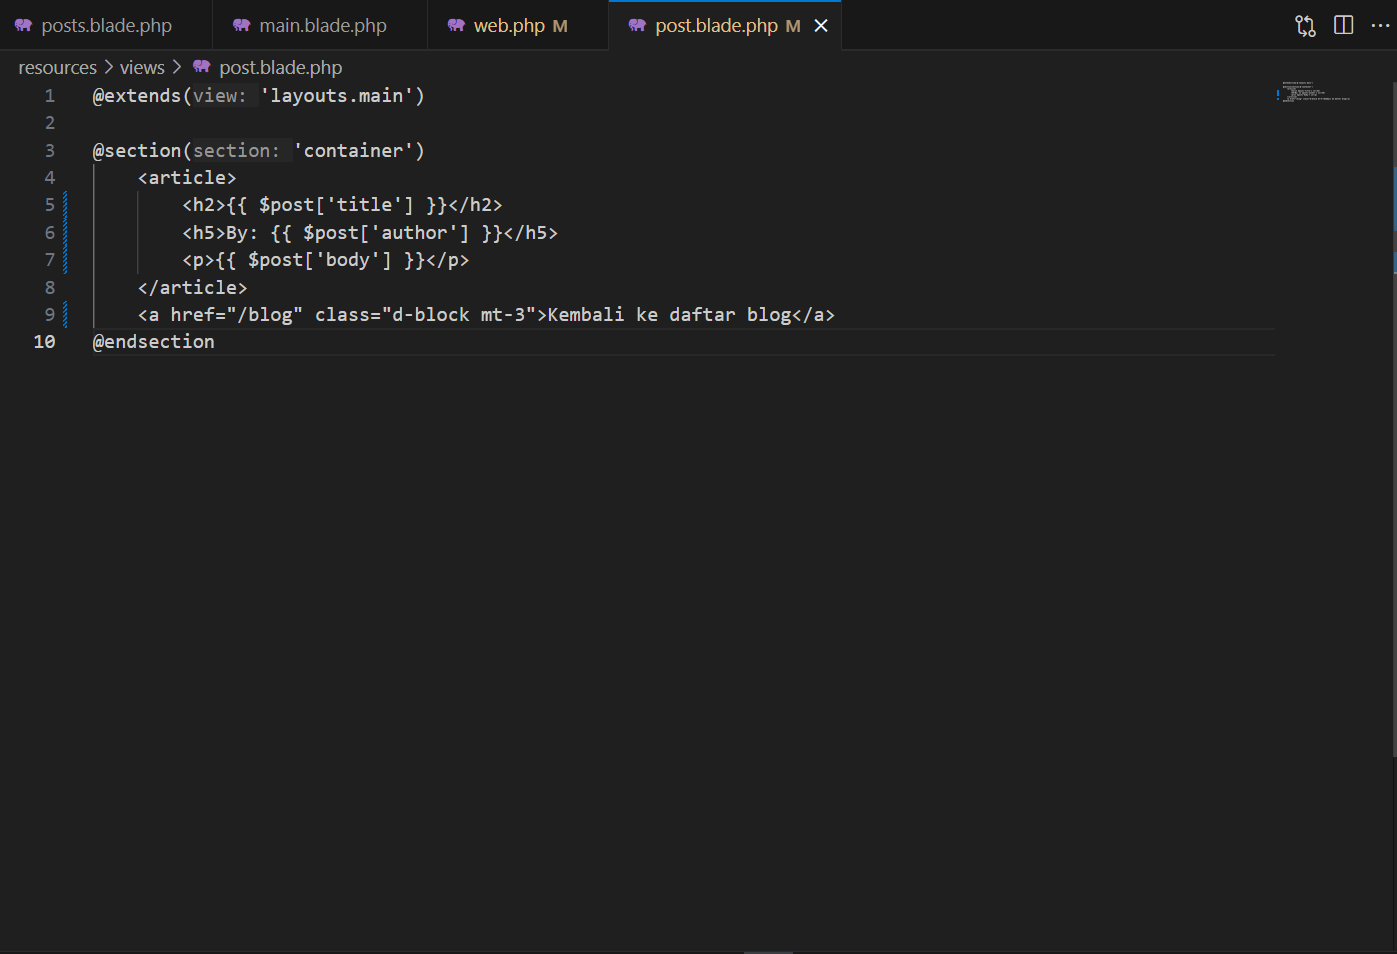 posts.blade.php main.blade.php web.php M post.blade.php M
resources > views > post.blade.php
1 @extends(view: 'layouts.main')
2
3 @section(section: 'container')
4 <article>
5 <h2>{{ $post['title'] }}</h2>
6 <h5>By: {{ $post['author'] }}</h5>
7 <p>{{ $post['body'] }}</p>
8 </article>
9 <a href="/blog" class="d-block mt-3">Kembali ke daftar blog</a>
10 @endsection